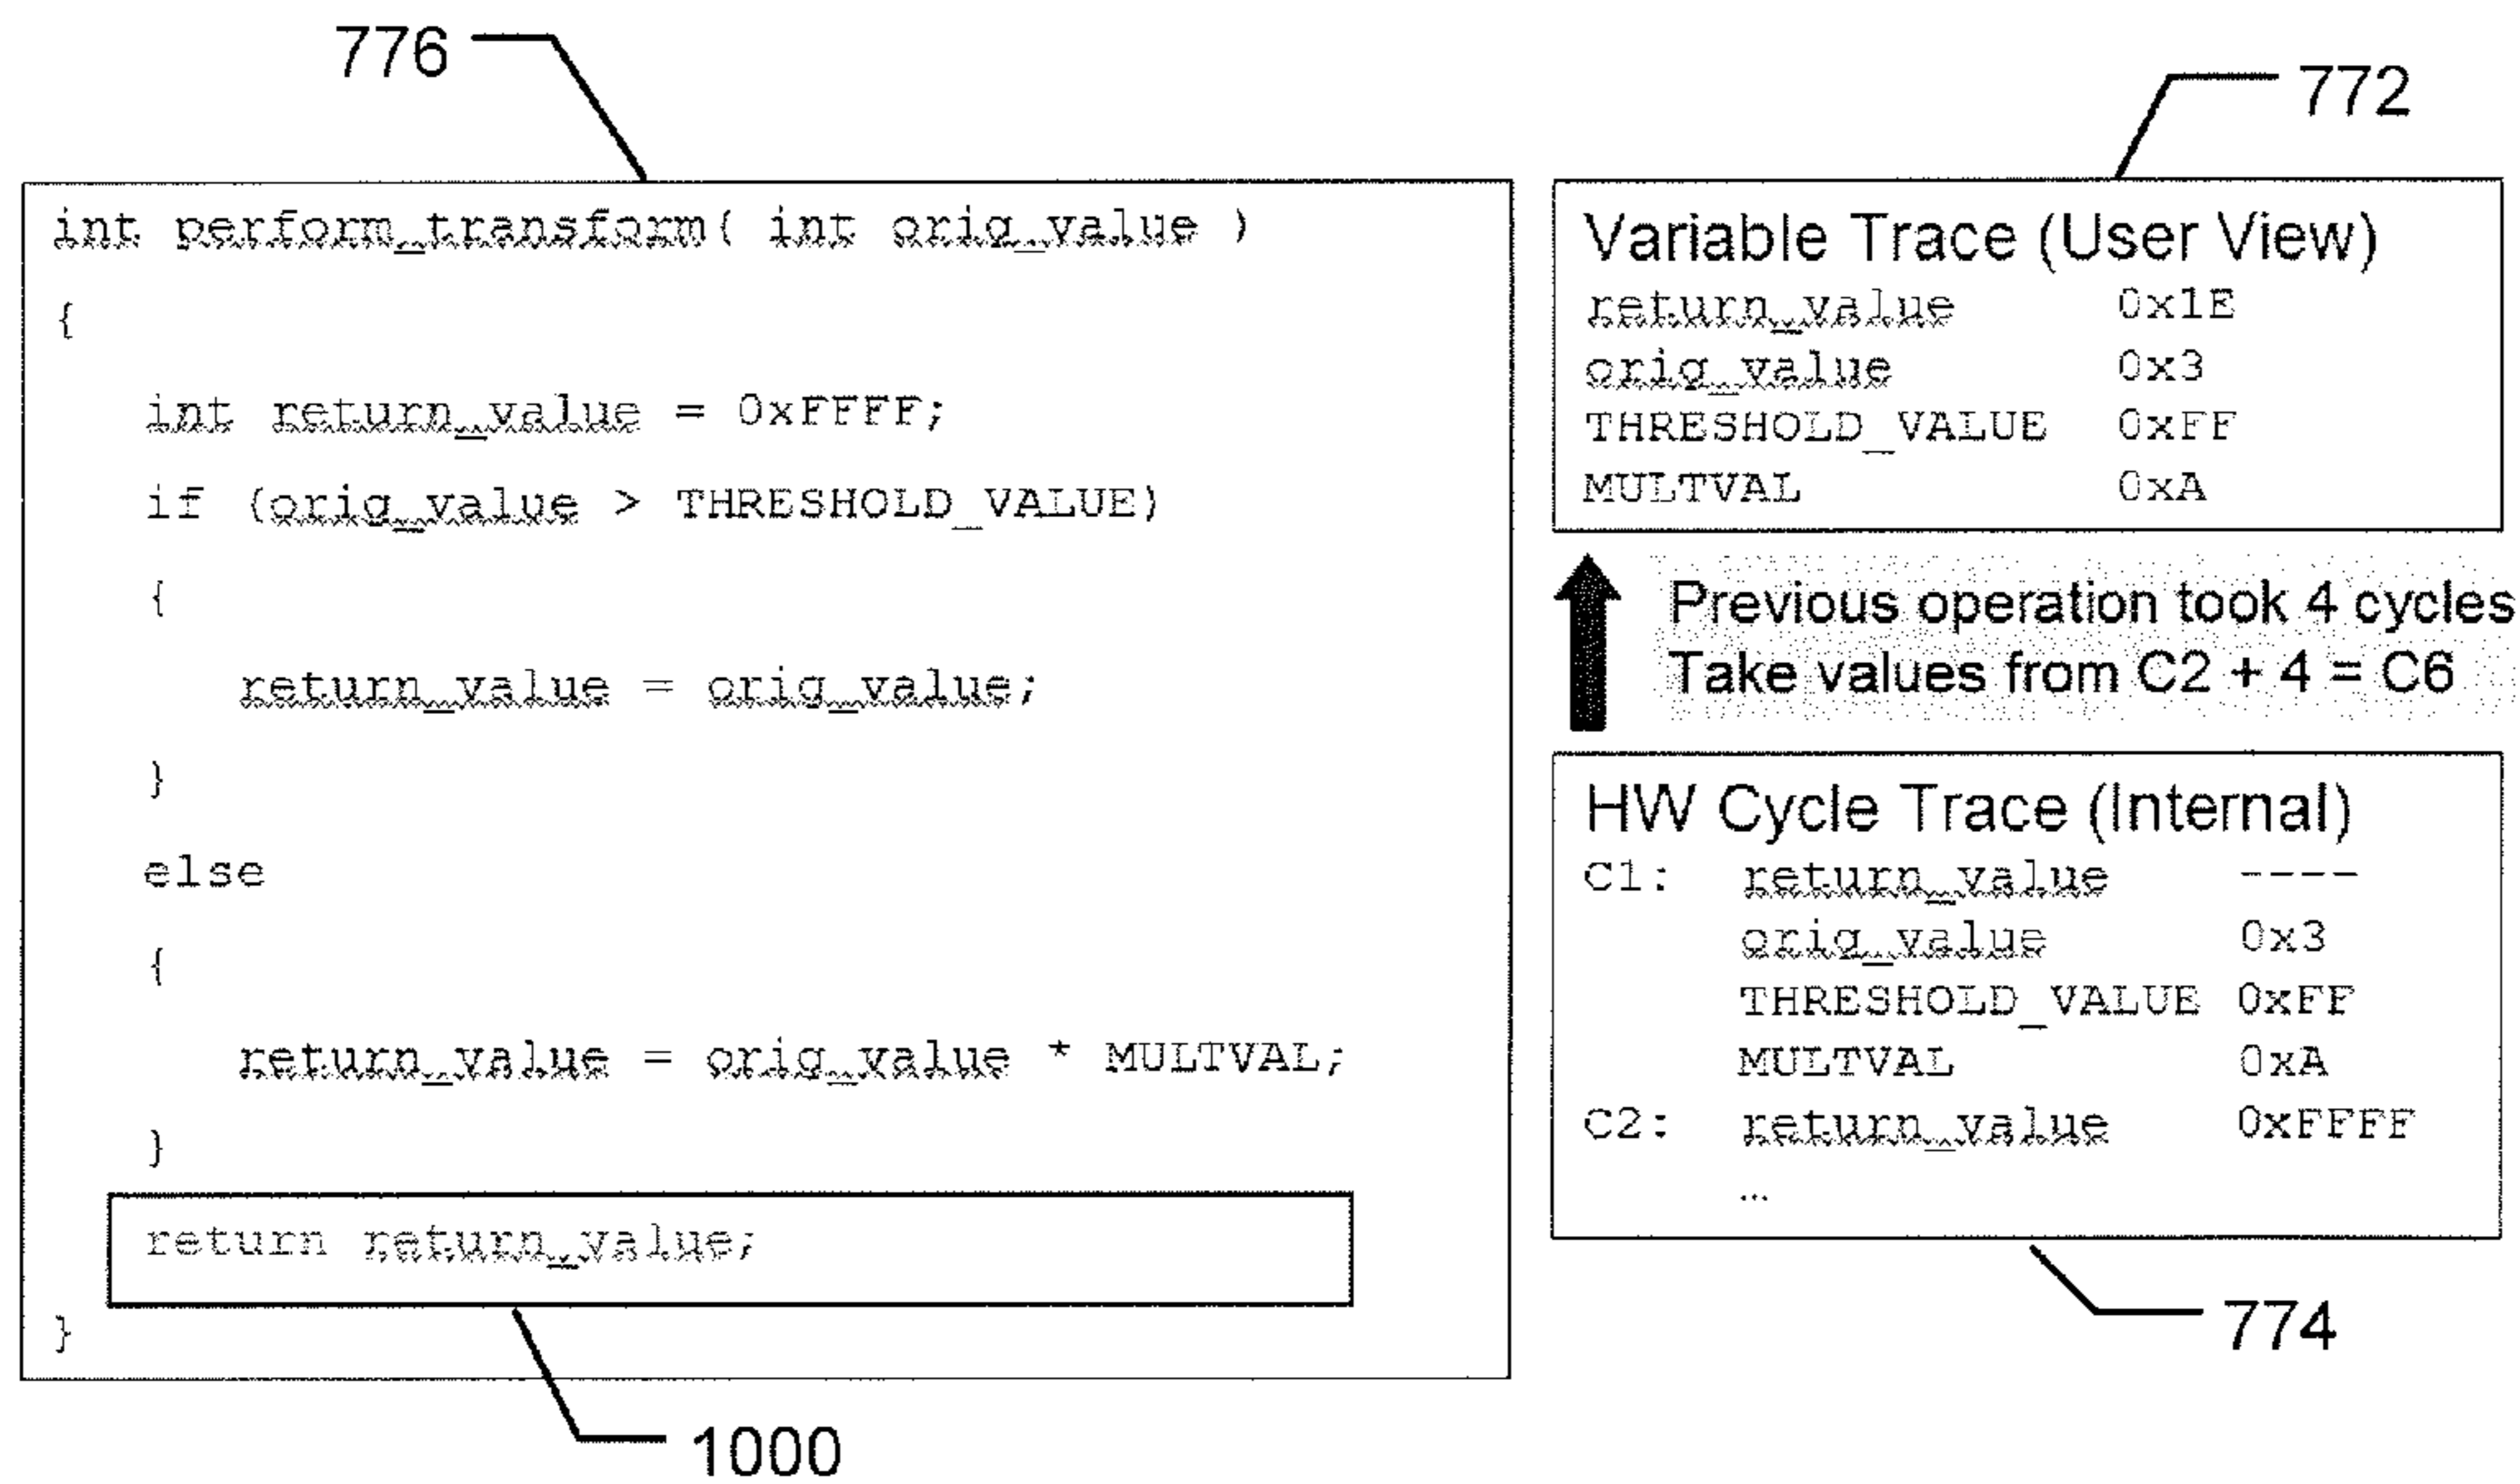 776
int perform_transform( int orig_value )
{
int return_value = 0xFFFF;
if (orig_value > THRESHOLD_VALUE)
{
return_value = orig_value;
}
else
{
return_value = orig_value * MULTVAL;
}
return return_value;
}
1000
772
Variable Trace (User View)
return_value 0x1E
orig_value 0x3
THRESHOLD_VALUE 0xFF
MULTVAL 0xA
Previous operation took 4 cycles
Take values from C2 + 4 = C6
HW Cycle Trace (Internal)
C1: return_value ----
orig_value 0x3
THRESHOLD_VALUE 0xFF
MULTVAL 0xA
C2: return_value 0xFFFF
...
774